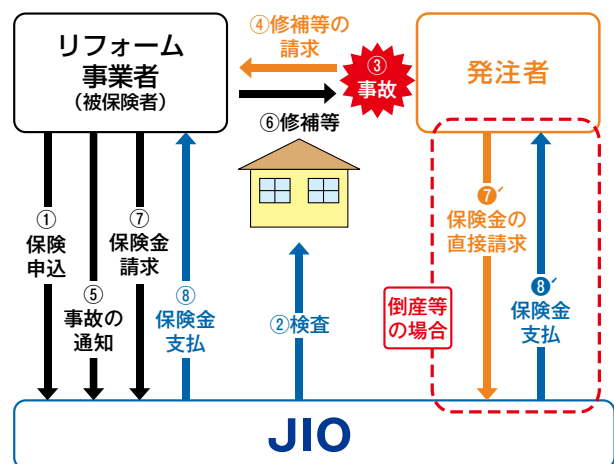 リフォーム
事業者
(被保険者)
④修補等の
請求
③
事故
発注者
⑥修補等
①
保険
申込
⑤
事故の
通知
⑦
保険金
請求
⑧
保険金
支払
②検査
倒産等
の場合
❼´
保険金の
直接請求
❽´
保険金
支払
JIO